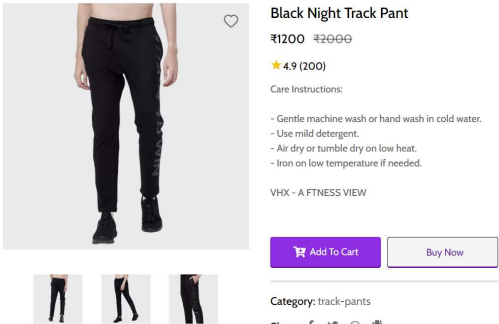 Black Night Track Pant
₹1200 ₹2000
4.9 (200)
Care Instructions:
- Gentle machine wash or hand wash in cold water.
- Use mild detergent.
- Air dry or tumble dry on low heat.
- Iron on low temperature if needed.
VHX - A FTNESS VIEW
Add To Cart
Buy Now
Category: track-pants